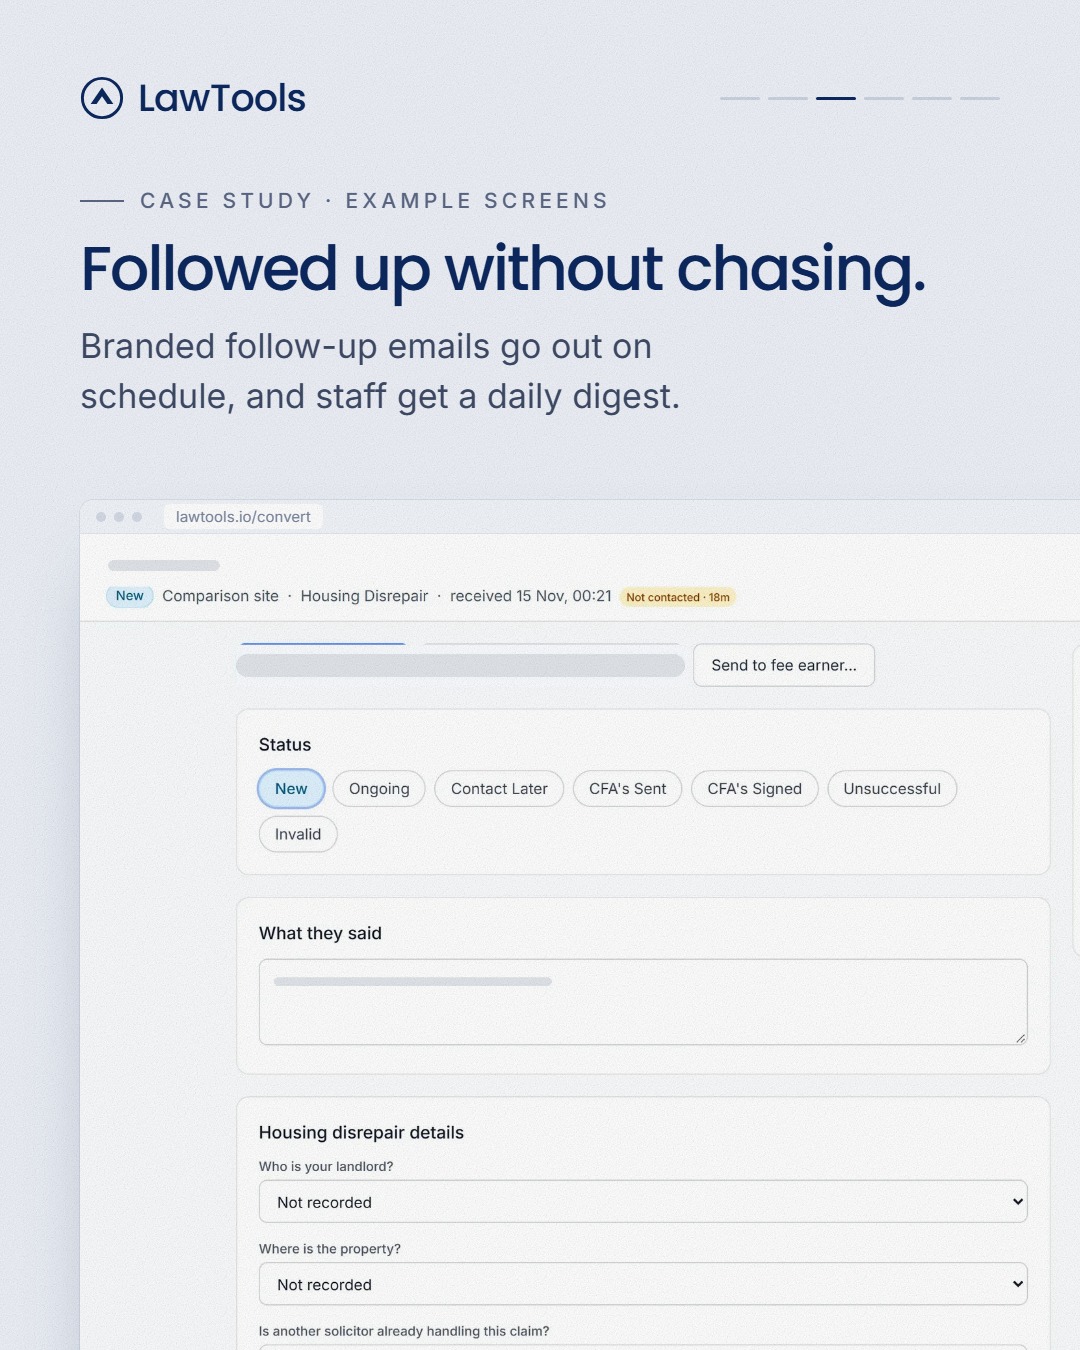 LawTools
CASE STUDY · EXAMPLE SCREENS
Followed up without chasing.
Branded follow-up emails go out on
schedule, and staff get a daily digest.
lawtools.io/convert
New Comparison site · Housing Disrepair · received 15 Nov, 00:21 Not contacted · 18m
Send to fee earner...
Status
New Ongoing Contact Later CFA's Sent CFA's Signed Unsuccessful
Invalid
What they said
Housing disrepair details
Who is your landlord?
Not recorded
Where is the property?
Not recorded
Is another solicitor already handling this claim?